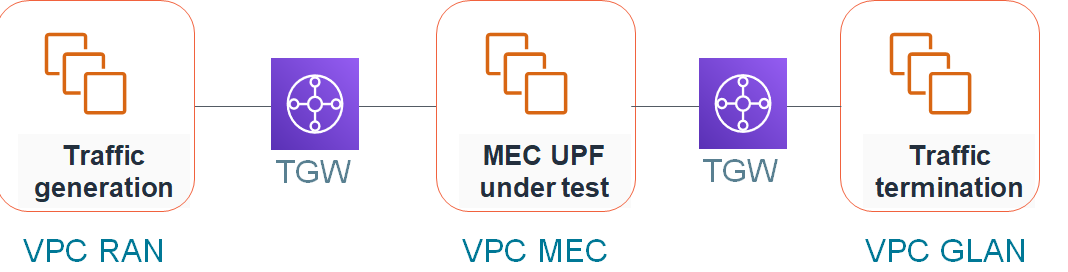 Traffic
generation
TGW
MEC UPF
under test
TGW
Traffic
termination
VPC RAN
VPC MEC
VPC GLAN